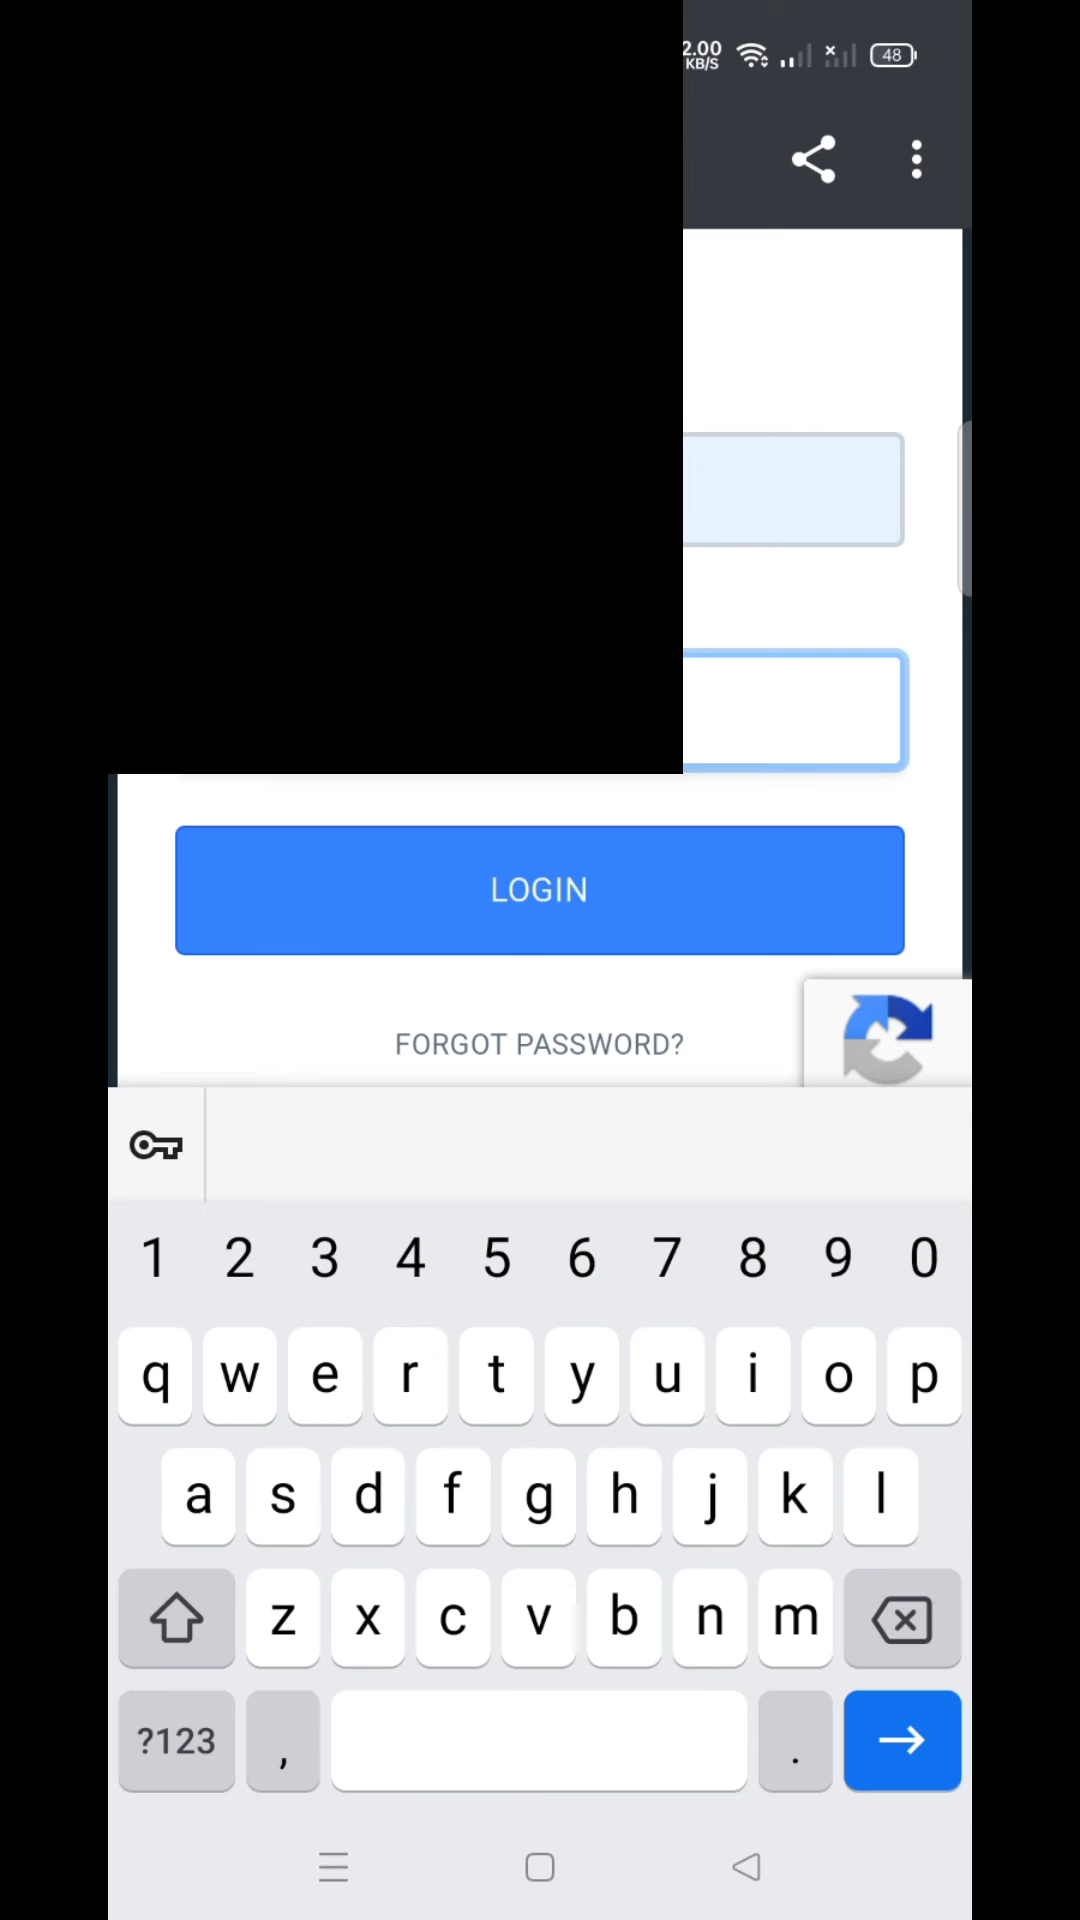 2.00
KB/S
48
LOGIN
FORGOT PASSWORD?
1 2 3 4 5 6 7 8 9 0
q w e r t y u i o p
a s d f g h j k l
z x c v b n m
?123 , .